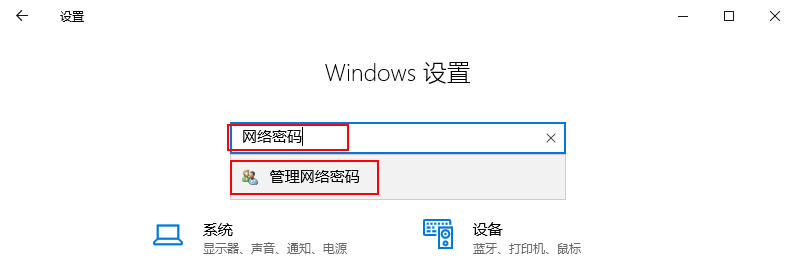 设置
Windows 设置
网络密码
管理网络密码
系统
显示器、声音、通知、电源
设备
蓝牙、打印机、鼠标